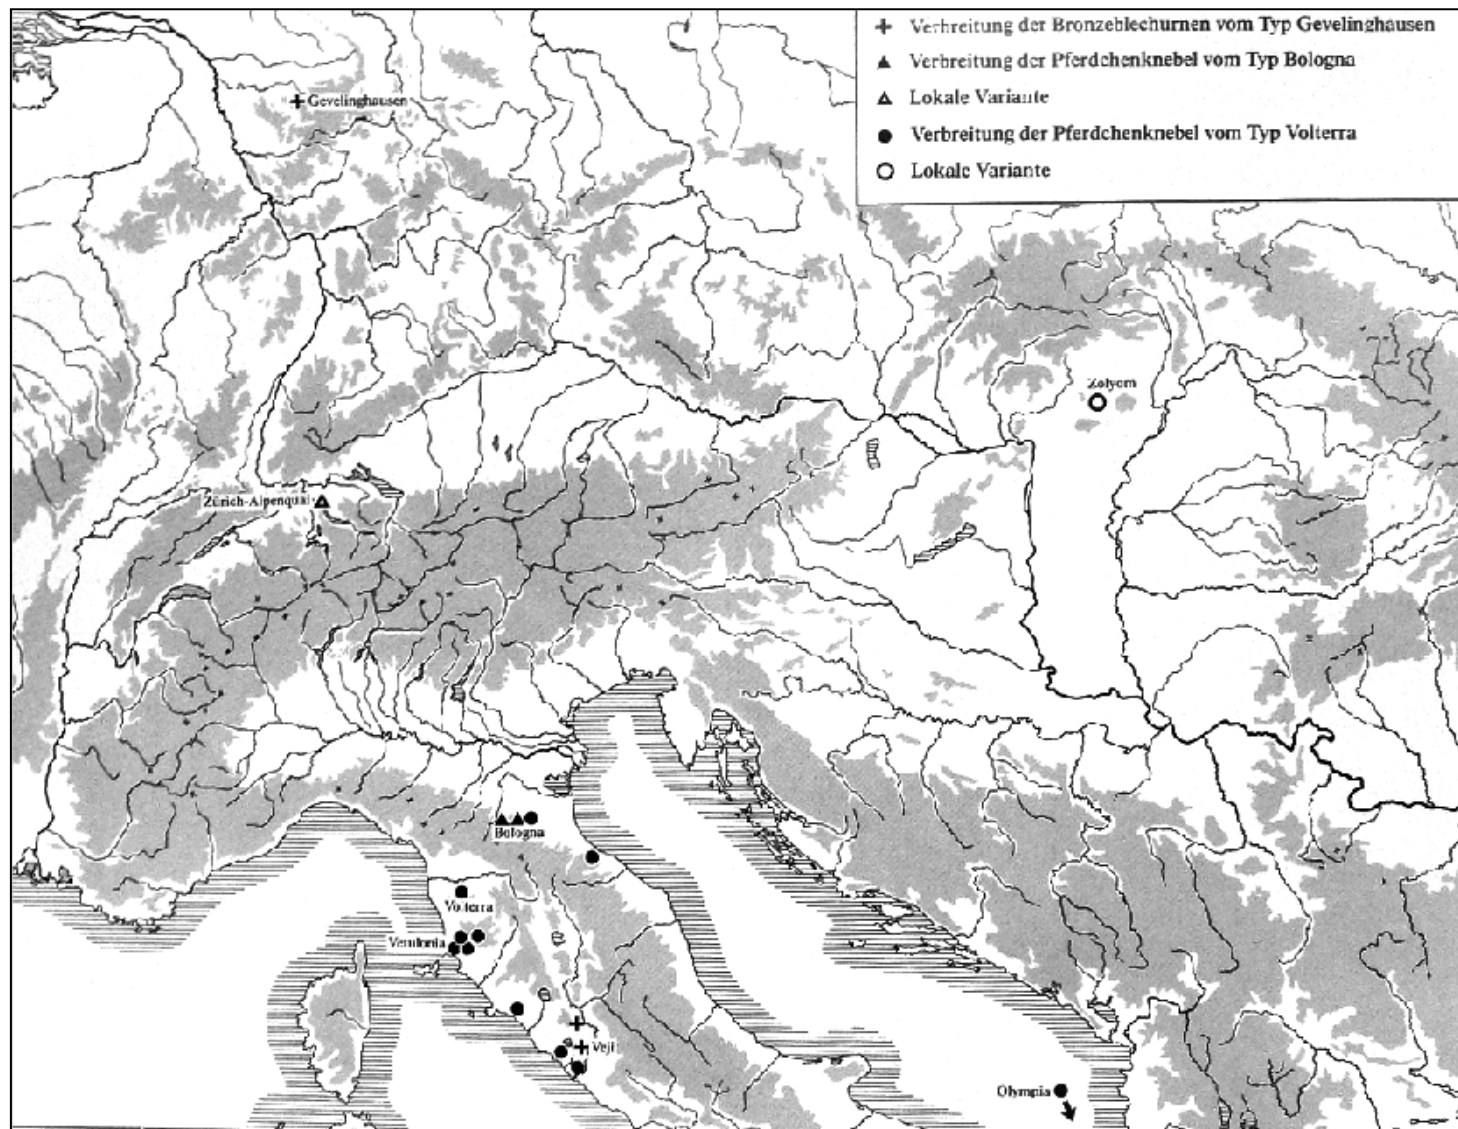 Verbreitung der Bronzeblechurnen vom Typ Gevelinghausen
Verbreitung der Pferdchenknebel vom Typ Bologna
Lokale Variante
Verbreitung der Pferdchenknebel vom Typ Volterra
Lokale Variante
Gevelinghausen
Zolyom
Zürich-Alpenquai
Bologna
Volterra
Vetulonia
Veji
Olympia